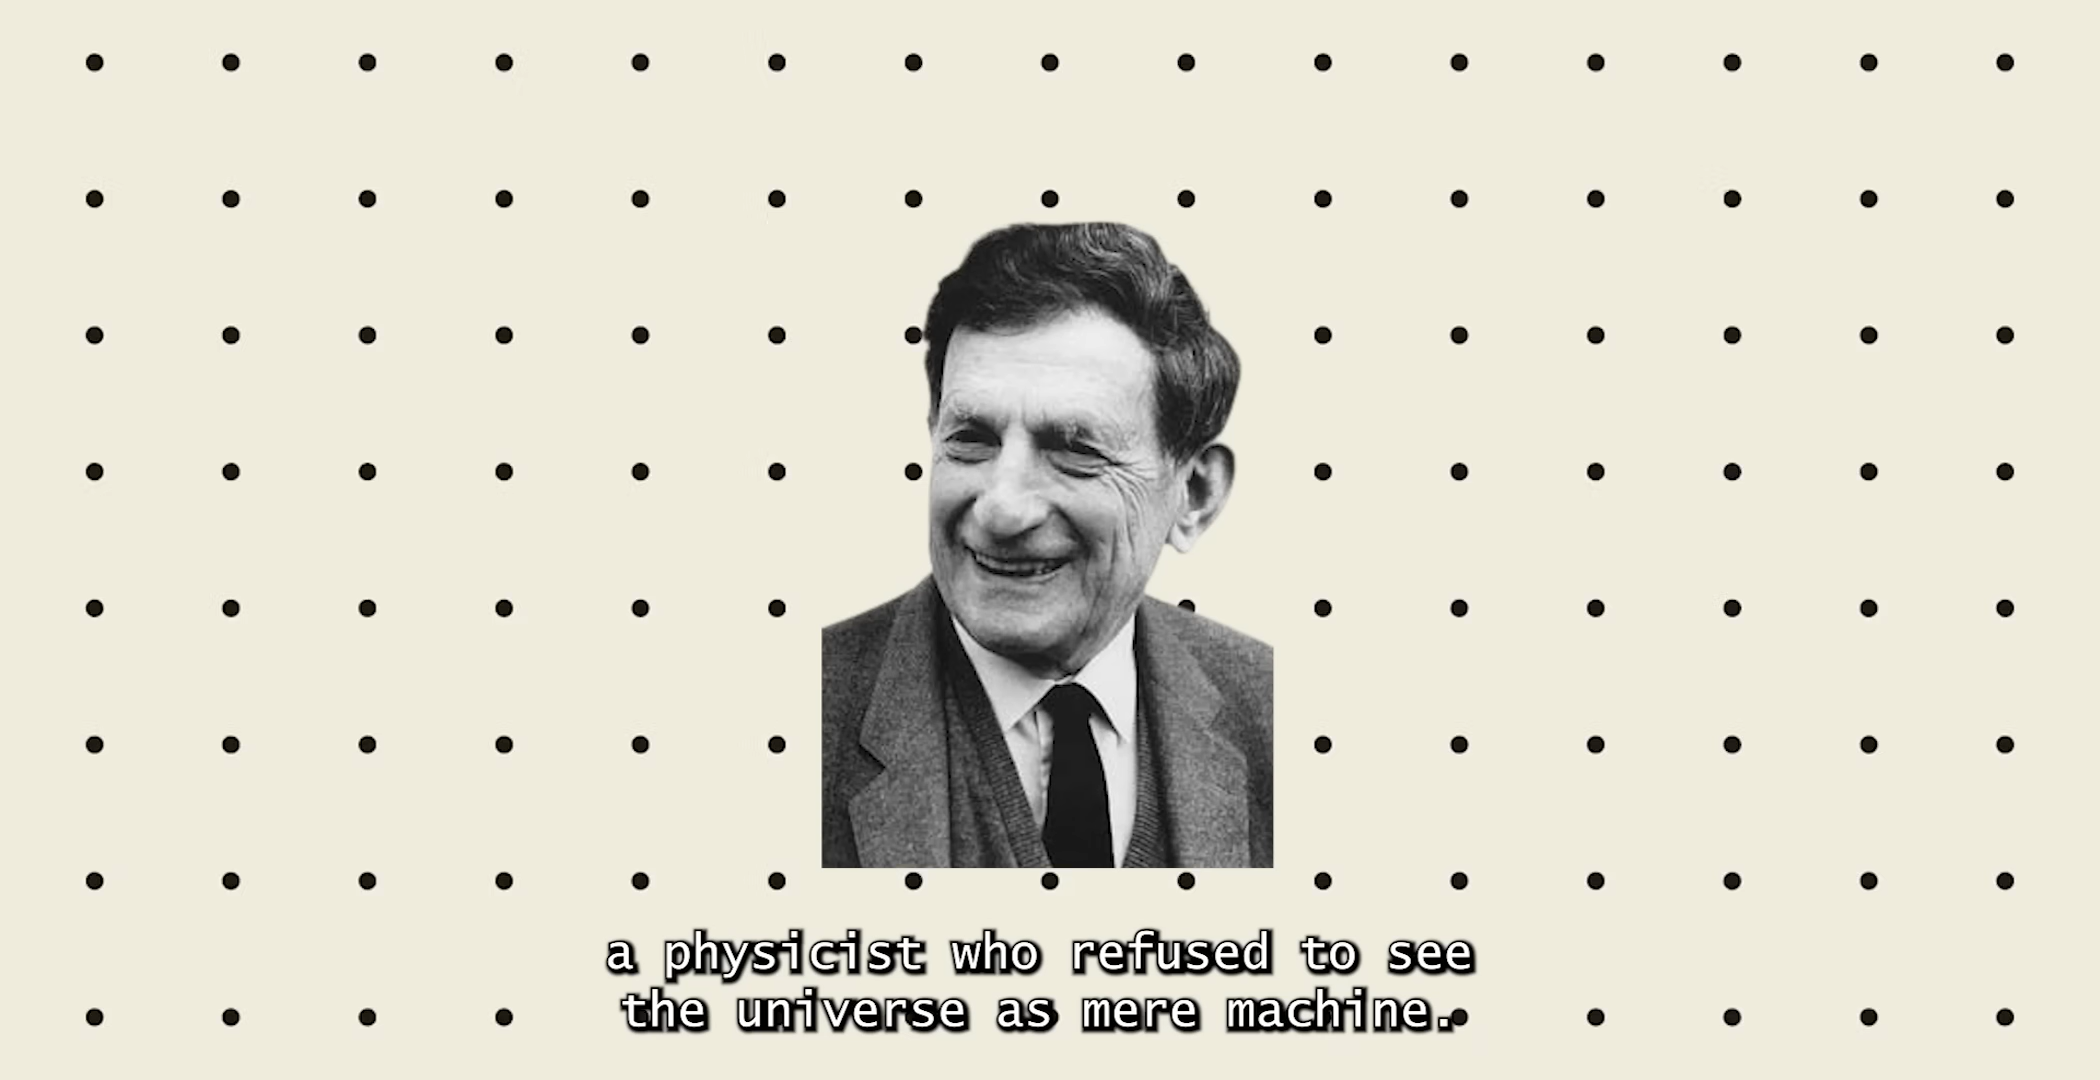 a physicist who refused to see
the universe as mere machine.